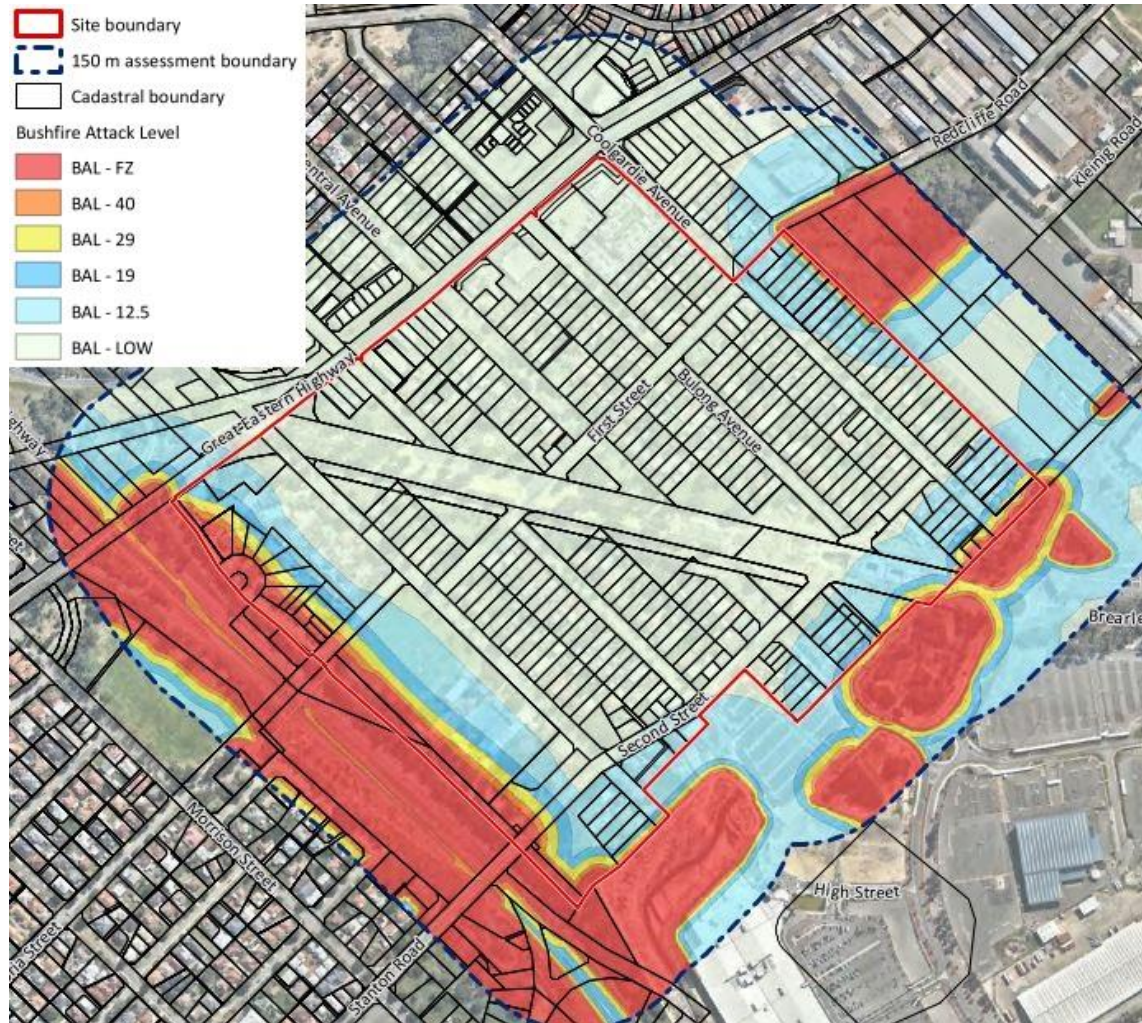 Site boundary
150 m assessment boundary
Cadastral boundary
Bushfire Attack Level
BAL - FZ
BAL - 40
BAL - 29
BAL - 19
BAL - 12.5
BAL - LOW
Redcliffe Road
Coolgardie Avenue
Kleinig Road
Great Eastern Highway
First Street
Bulong Avenue
Second Street
Morrison Street
High Street
Stanton Road